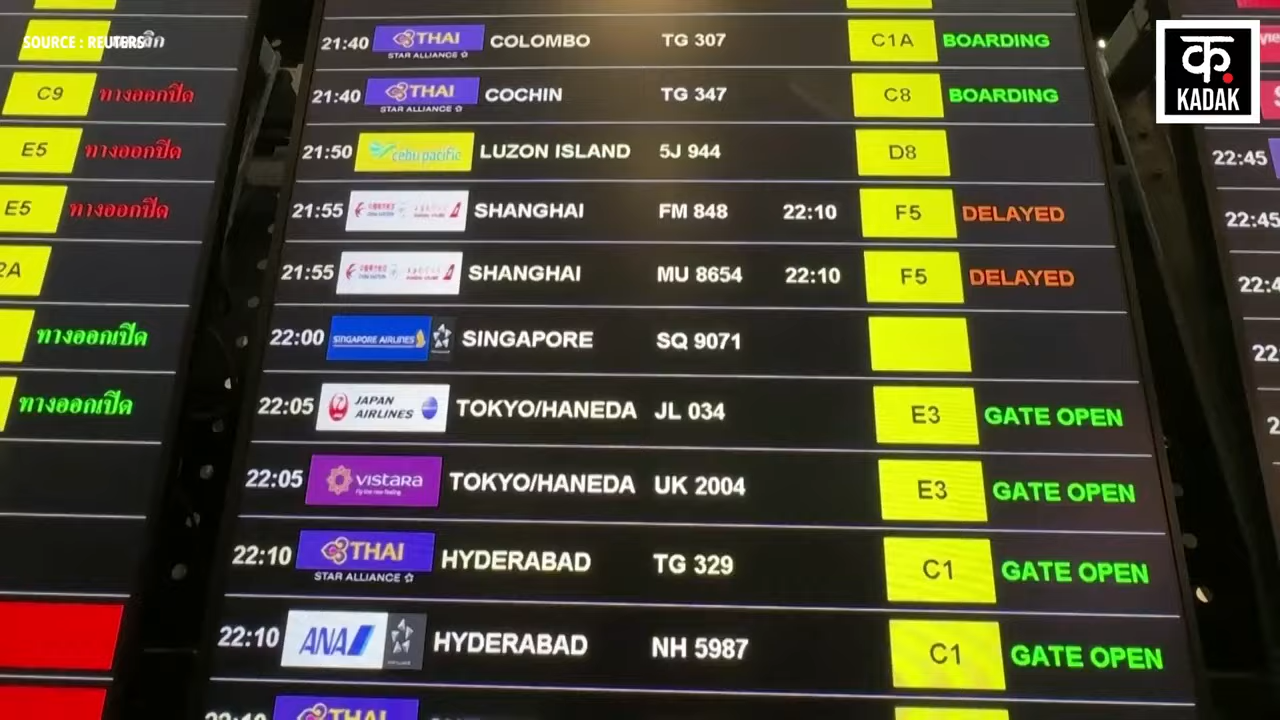 SOURCE : REUTERS
क
KADAK
C9 ทางออกปิด
E5 ทางออกปิด
E5 ทางออกปิด
2A
ทางออกเปิด
ทางออกเปิด
21:40 THAI STAR ALLIANCE COLOMBO TG 307 C1A BOARDING
21:40 THAI STAR ALLIANCE COCHIN TG 347 C8 BOARDING
21:50 cebu pacific LUZON ISLAND 5J 944 D8
21:55 SHANGHAI FM 848 22:10 F5 DELAYED
21:55 SHANGHAI MU 8654 22:10 F5 DELAYED
22:00 SINGAPORE AIRLINES SINGAPORE SQ 9071
22:05 JAPAN AIRLINES TOKYO/HANEDA JL 034 E3 GATE OPEN
22:05 VISTARA Fly the new feeling TOKYO/HANEDA UK 2004 E3 GATE OPEN
22:10 THAI STAR ALLIANCE HYDERABAD TG 329 C1 GATE OPEN
22:10 ANA HYDERABAD NH 5987 C1 GATE OPEN
THAI
22:45
22:45